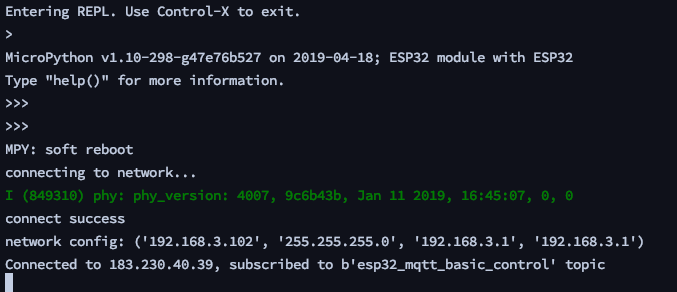 Entering REPL. Use Control-X to exit.
>
MicroPython v1.10-298-g47e76b527 on 2019-04-18; ESP32 module with ESP32
Type "help()" for more information.
>>>
>>>
MPY: soft reboot
connecting to network...
I (849310) phy: phy_version: 4007, 9c6b43b, Jan 11 2019, 16:45:07, 0, 0
connect success
network config: ('192.168.3.102', '255.255.255.0', '192.168.3.1', '192.168.3.1')
Connected to 183.230.40.39, subscribed to b'esp32_mqtt_basic_control' topic